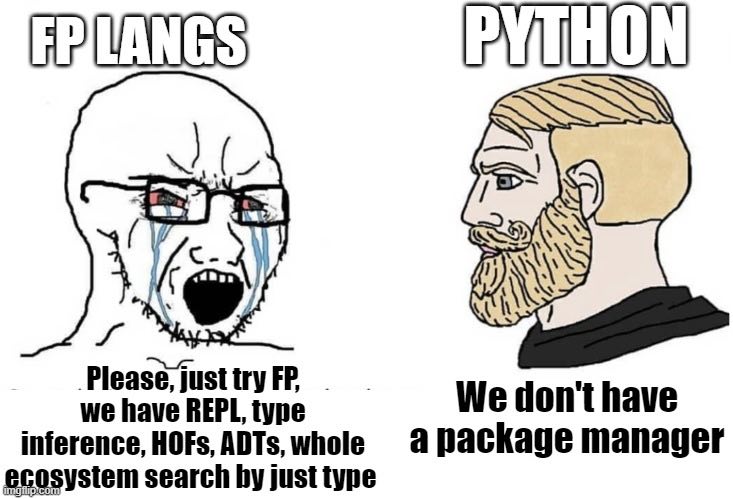 FP LANGS
PYTHON
Please, just try FP,
we have REPL, type
inference, HOFs, ADTs, whole
ecosystem search by just type
We don't have
a package manager
imgflip.com